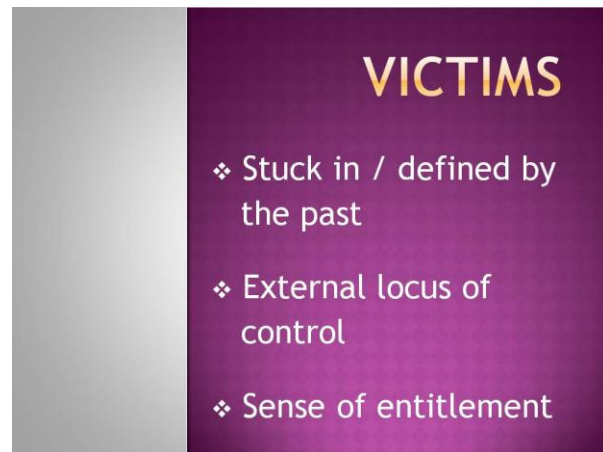 VICTIMS
❖ Stuck in / defined by
the past
❖ External locus of
control
❖ Sense of entitlement